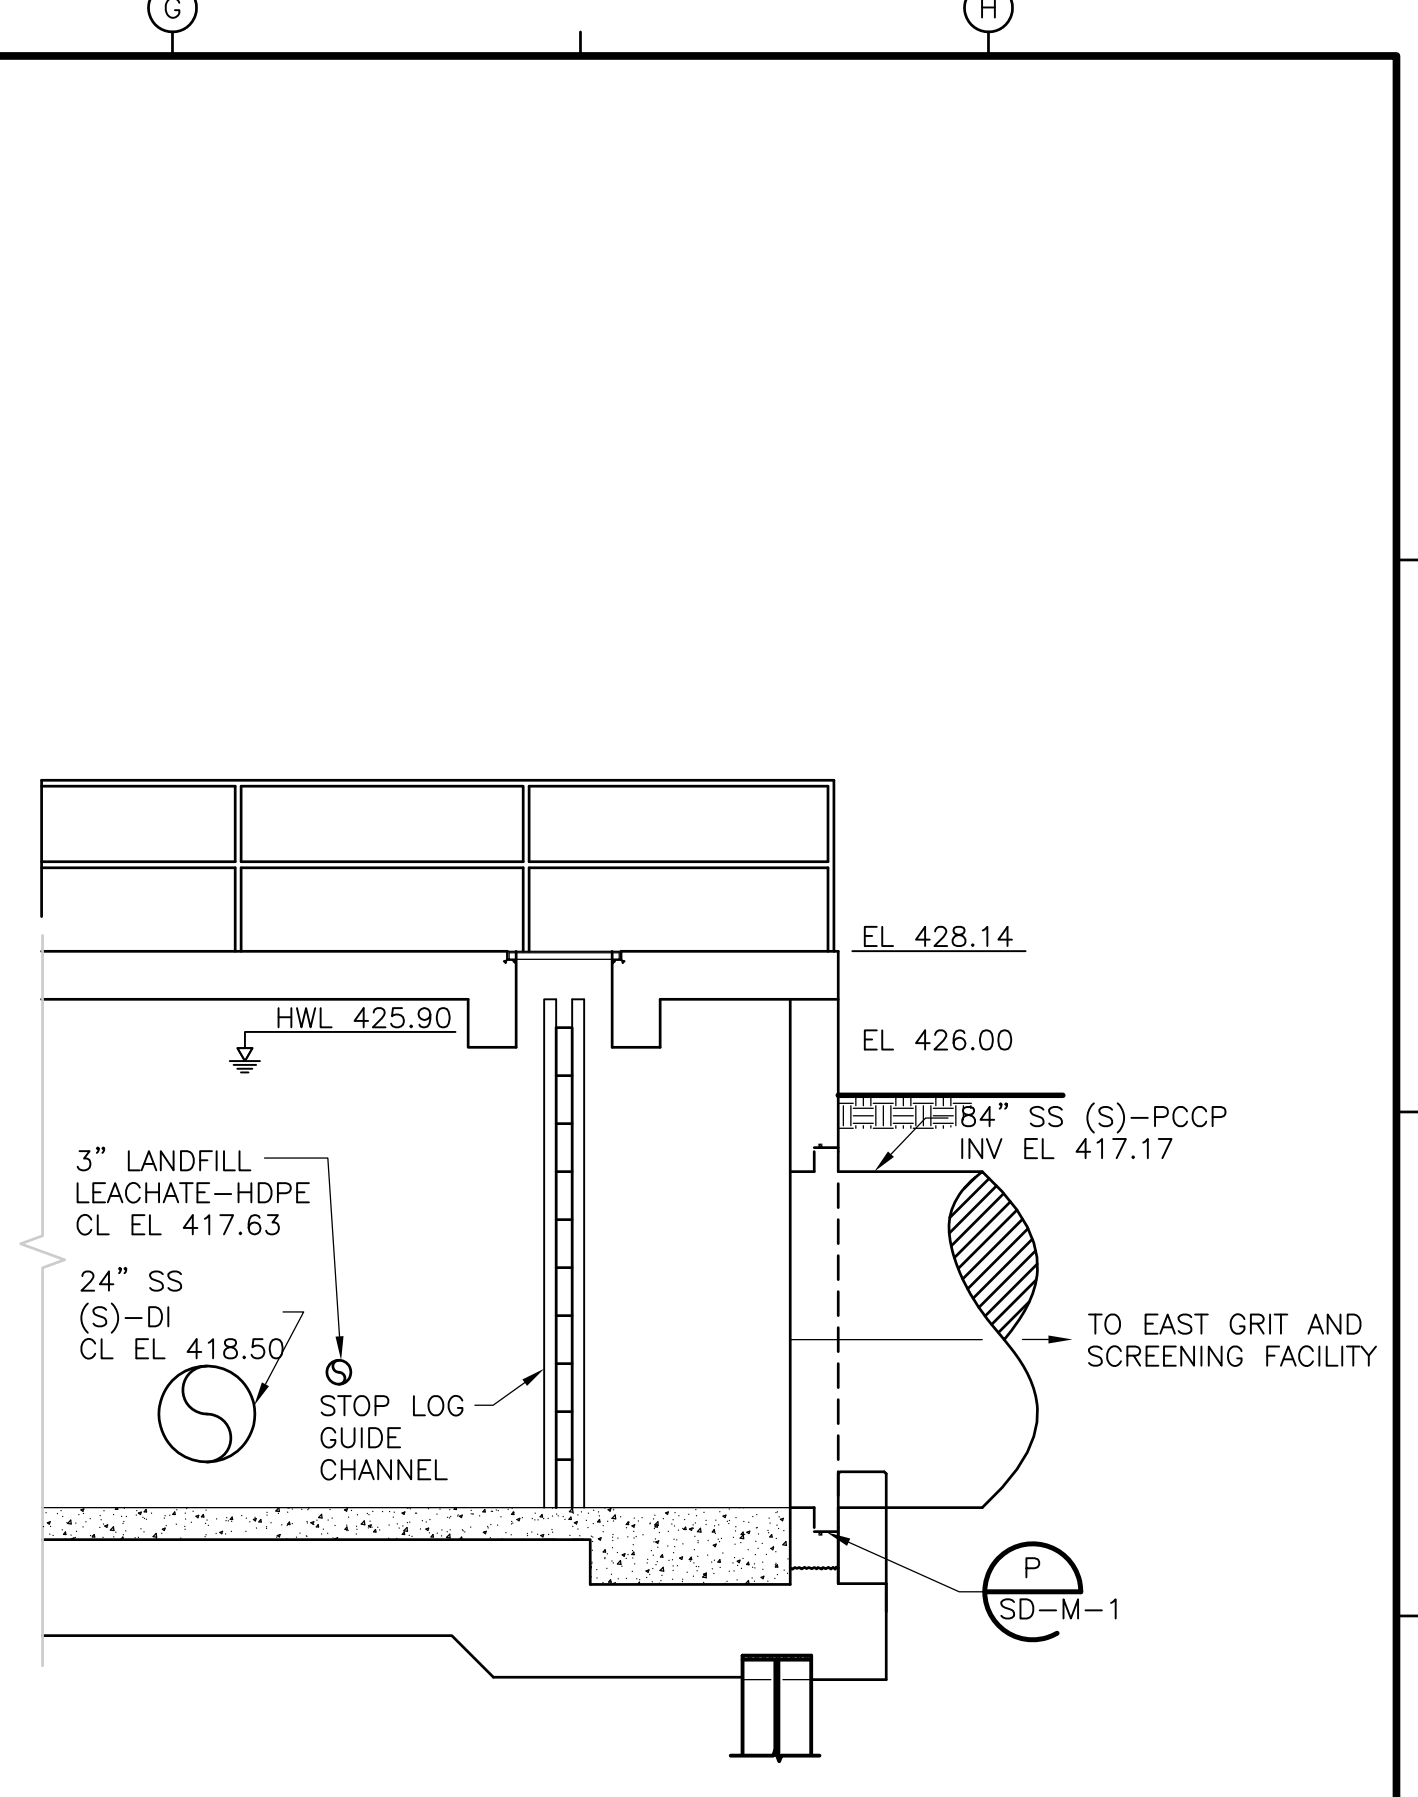 G
H
EL 428.14
HWL 425.90
EL 426.00
84” SS (S)-PCCP
INV EL 417.17
3” LANDFILL
LEACHATE-HDPE
CL EL 417.63
24” SS
(S)-DI
CL EL 418.50
TO EAST GRIT AND
SCREENING FACILITY
STOP LOG
GUIDE
CHANNEL
P
SD-M-1